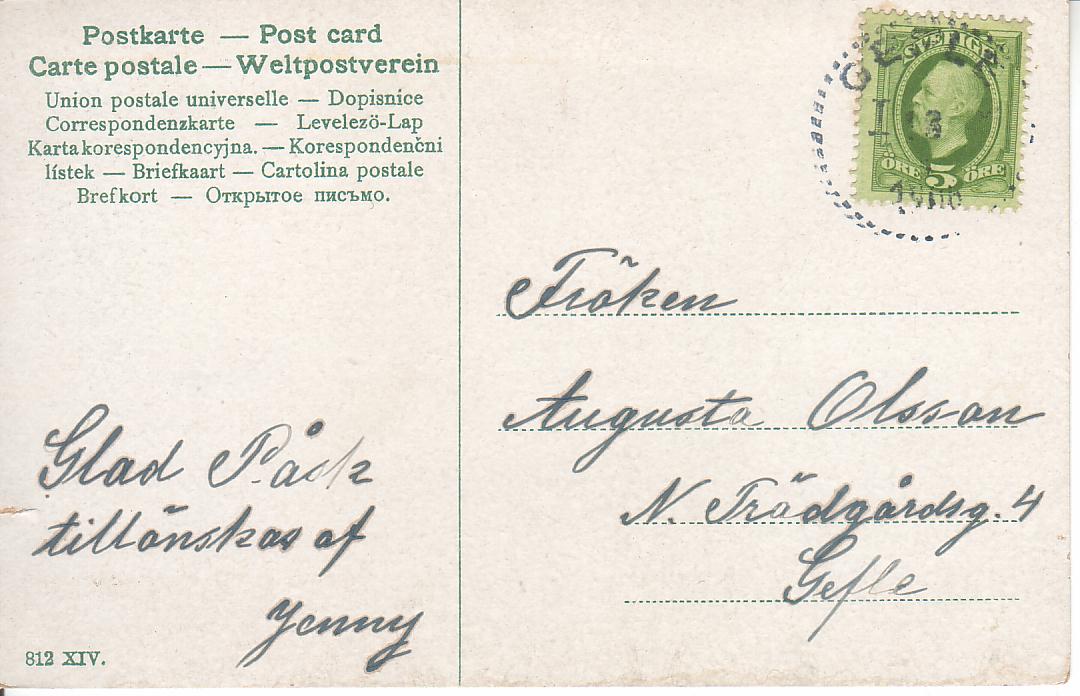 Postkarte — Post card
Carte postale — Weltpostverein
Union postale universelle — Dopisnice
Correspondenzkarte — Levelező-Lap
Karta korespondencyjna. — Korespondenčni
lístek — Briefkaart — Cartolina postale
Brefkort — Открытое письмо.
SVERIGE
ÖRE 5 ÖRE
Fröken
Augusta Olsson
N. Trädgårdsg. 4
Gefle
Glad Påsk
tillönskas af
Jenny
812 XIV.